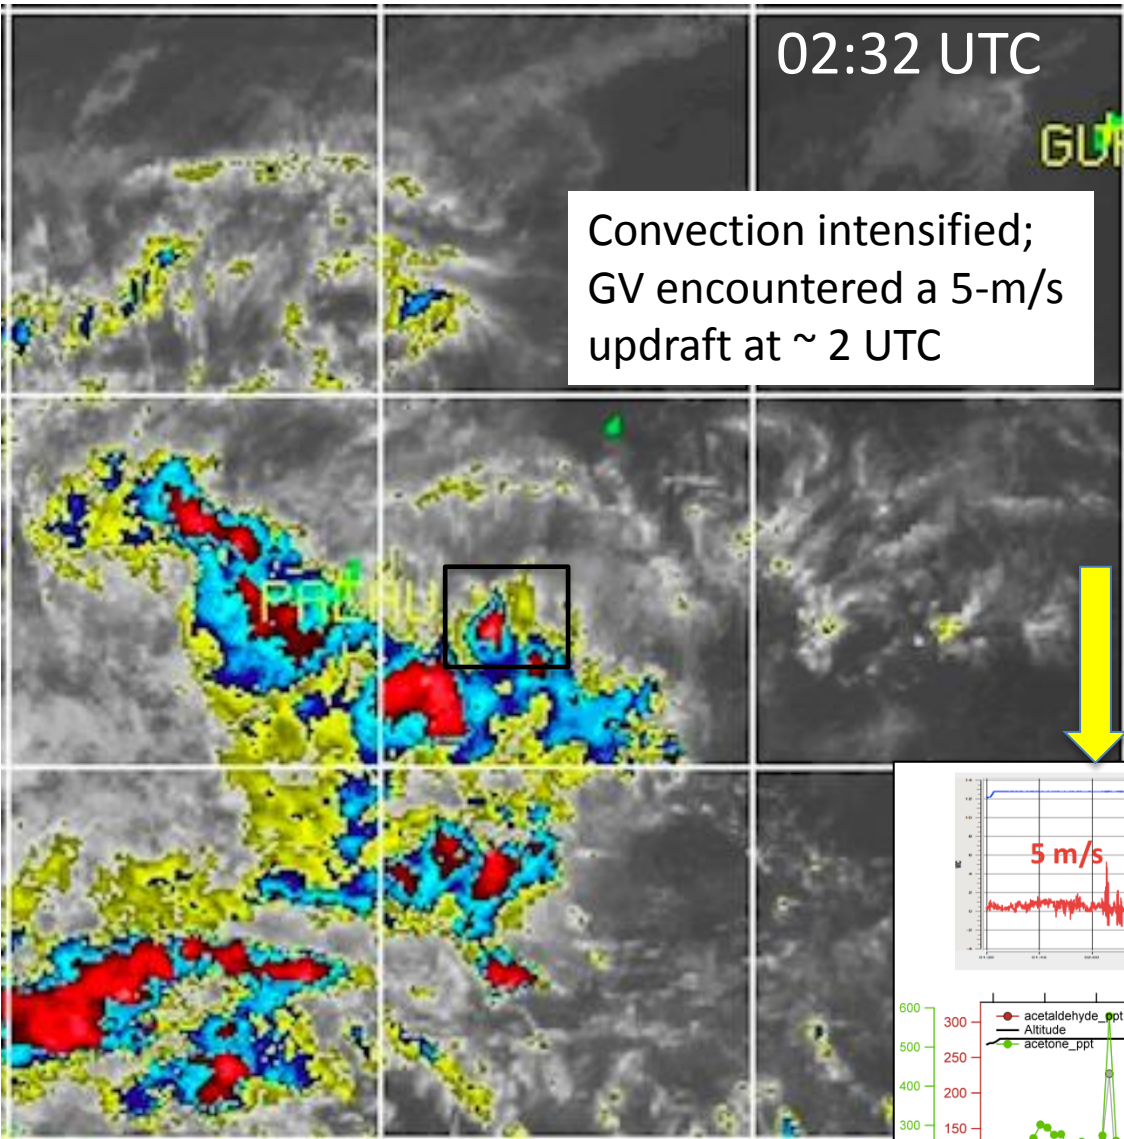 02:32 UTC
GU
Convection intensified;
GV encountered a 5-m/s
updraft at ~ 2 UTC
PALAU
5 m/s
600
500
400
300
300
250
200
150
acetaldehyde_ppt
Altitude
acetone_ppt